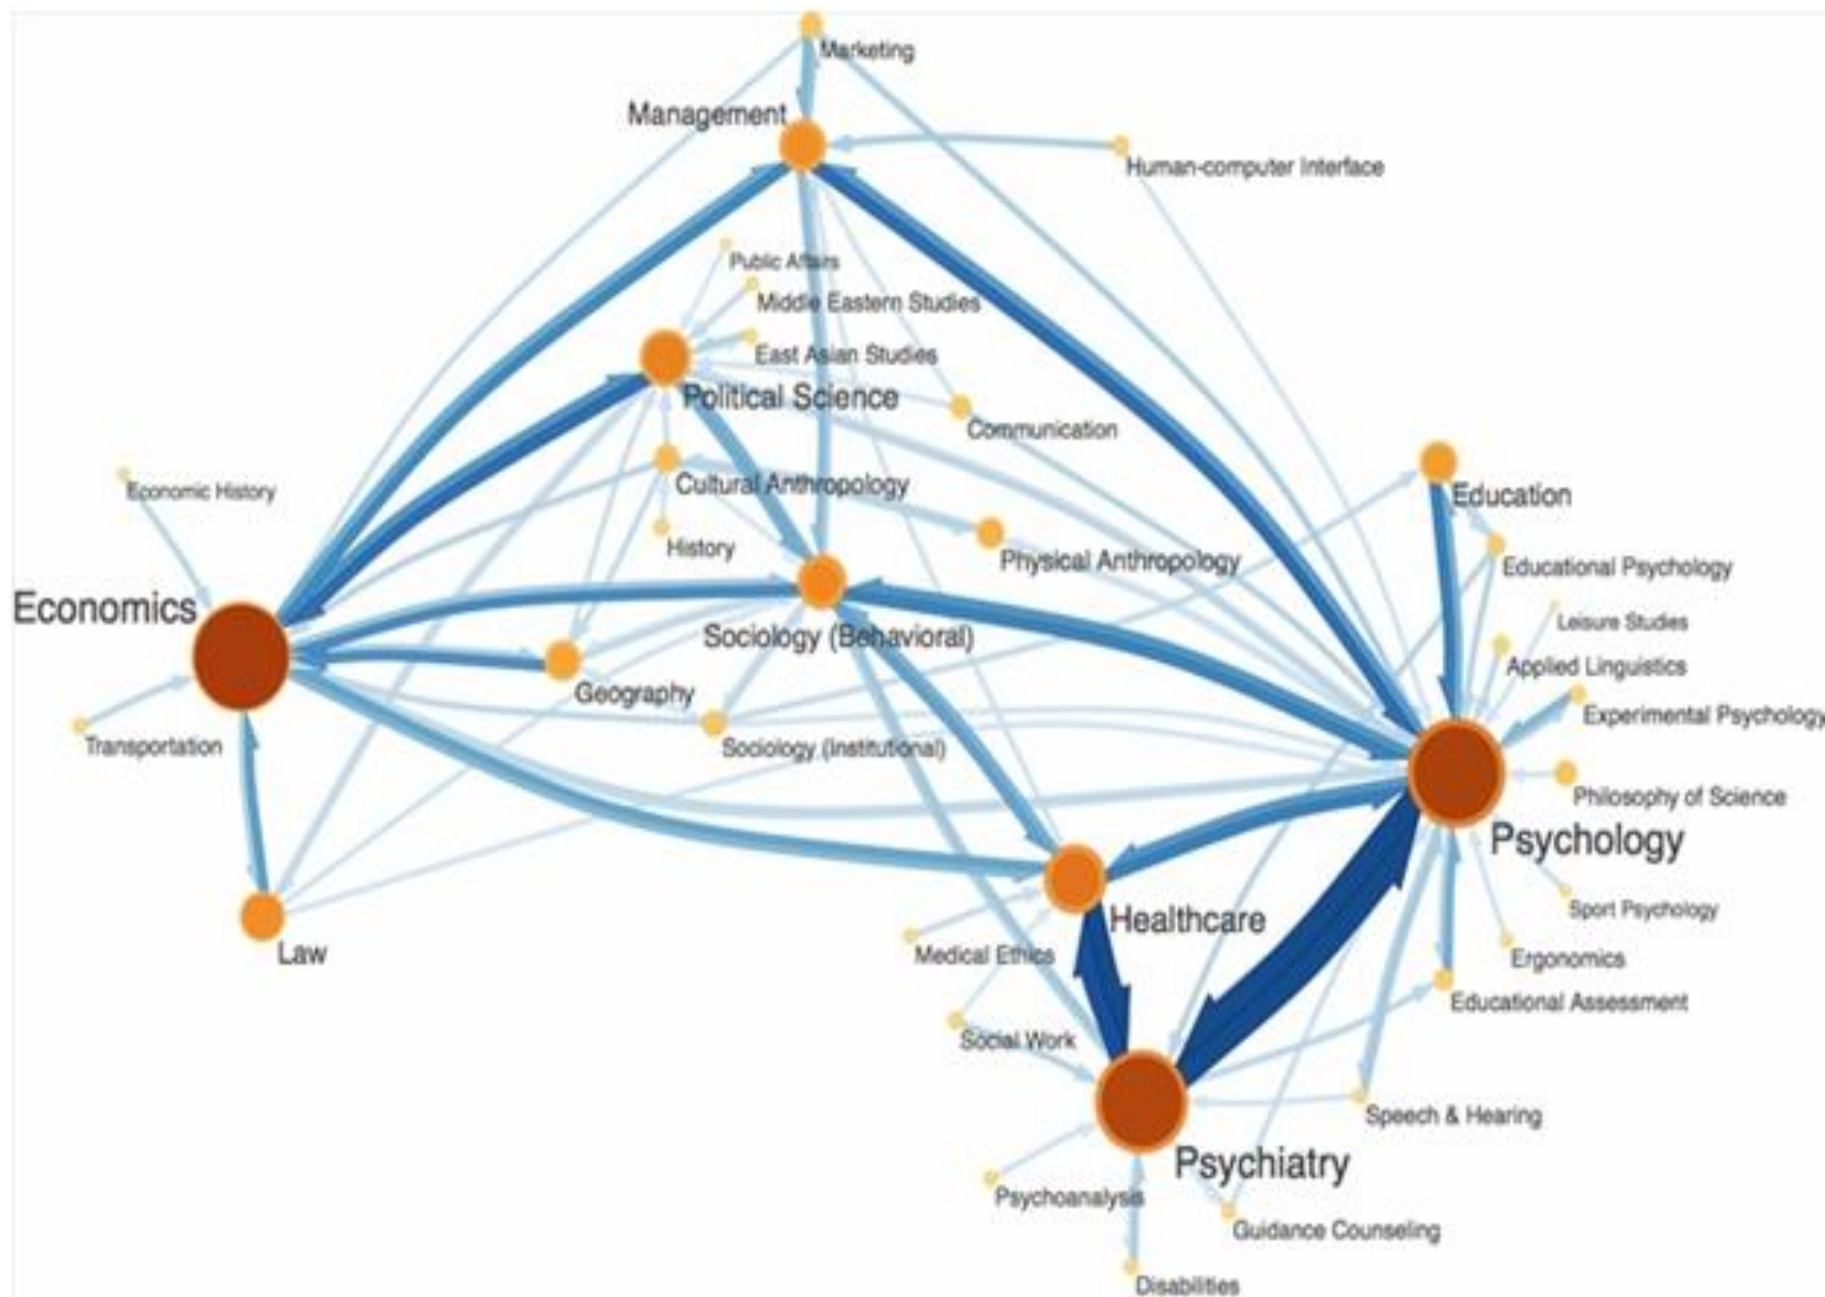 Marketing
Management
Human-computer Interface
Public Affairs
Middle Eastern Studies
East Asian Studies
Political Science
Communication
Cultural Anthropology
Economic History
Education
History
Physical Anthropology
Educational Psychology
Economics
Leisure Studies
Sociology (Behavioral)
Applied Linguistics
Geography
Experimental Psychology
Transportation
Sociology (Institutional)
Philosophy of Science
Psychology
Sport Psychology
Healthcare
Law
Medical Ethics
Ergonomics
Educational Assessment
Social Work
Speech & Hearing
Psychiatry
Psychoanalysis
Guidance Counseling
Disabilities